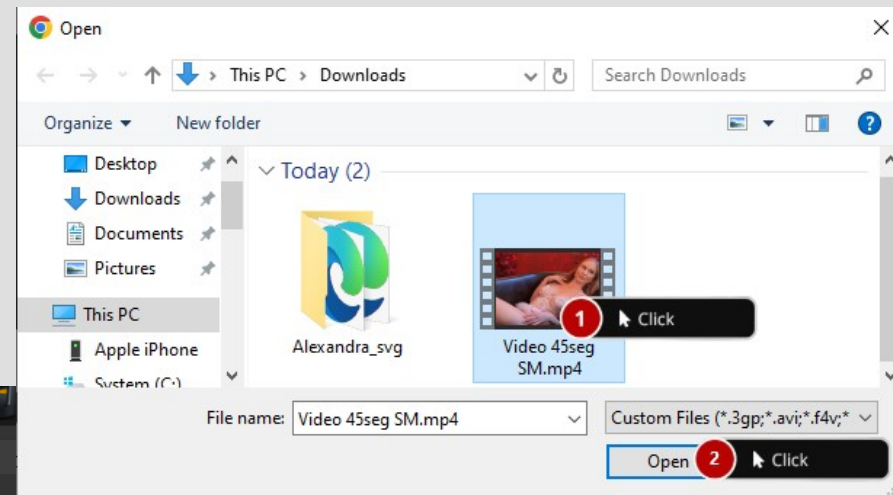 Open
This PC > Downloads
Search Downloads
Organize
New folder
Desktop
Downloads
Documents
Pictures
This PC
Apple iPhone
System (C:)
Today (2)
Alexandra_svg
Video 45seg
SM.mp4
1 Click
File name: Video 45seg SM.mp4
Custom Files (*.3gp;*.avi;*.f4v;*
Open
2 Click